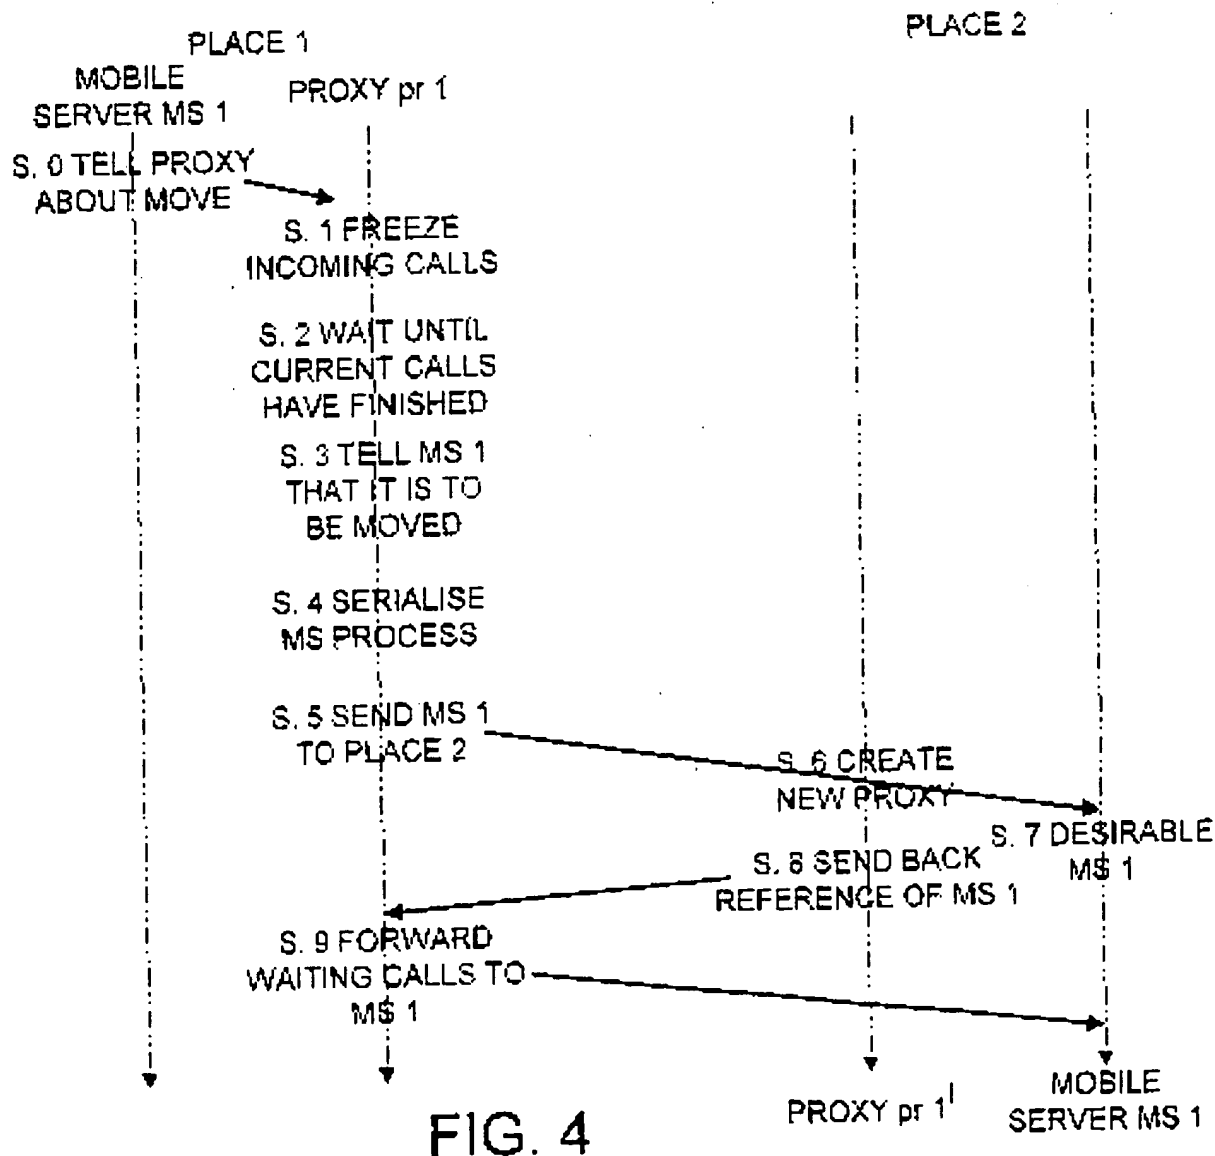 PLACE 1
PLACE 2
MOBILE
SERVER MS 1
PROXY pr 1
S. 0 TELL PROXY
ABOUT MOVE
S. 1 FREEZE
INCOMING CALLS
S. 2 WAIT UNTIL
CURRENT CALLS
HAVE FINISHED
S. 3 TELL MS 1
THAT IT IS TO
BE MOVED
S. 4 SERIALISE
MS PROCESS
S. 5 SEND MS 1
TO PLACE 2
S. 6 CREATE
NEW PROXY
S. 7 DESIRABLE
MS 1
S. 8 SEND BACK
REFERENCE OF MS 1
S. 9 FORWARD
WAITING CALLS TO
MS 1
PROXY pr 1'
MOBILE
SERVER MS 1
FIG. 4